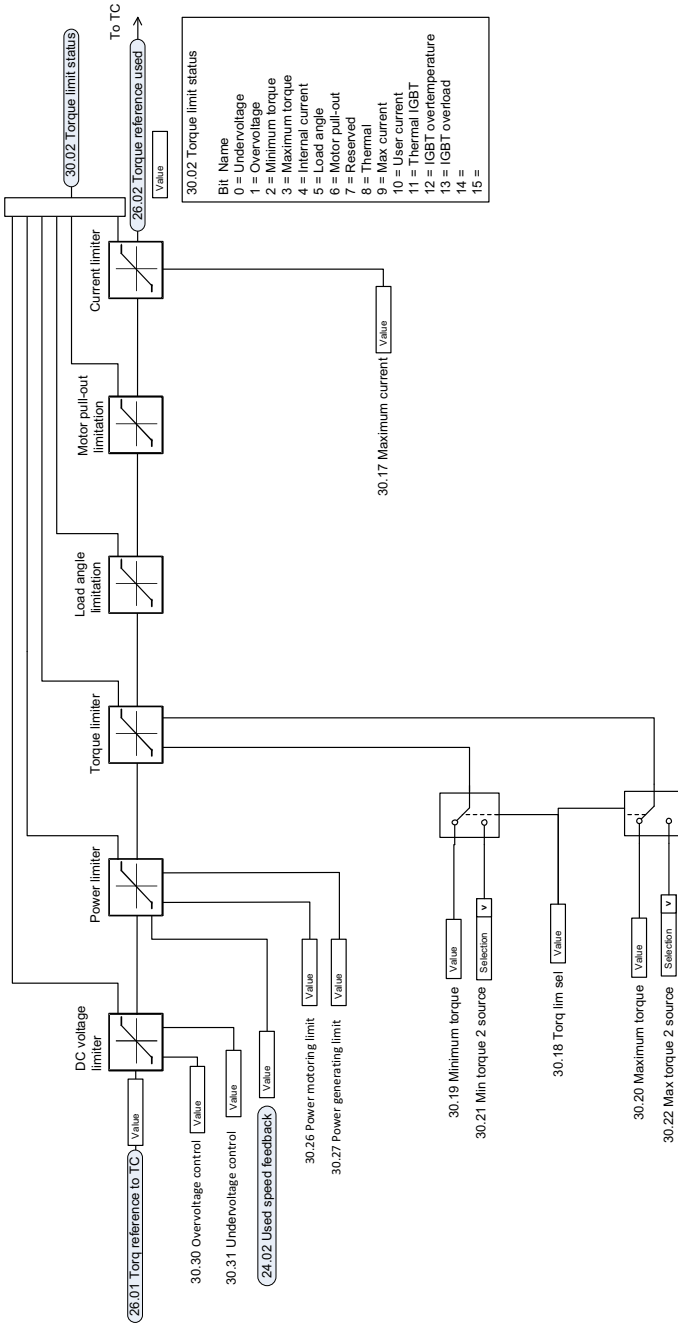 26.01 Torq reference to TC
Value
30.30 Overvoltage control
Value
30.31 Undervoltage control
Value
24.02 Used speed feedback
Value
30.26 Power motoring limit
Value
30.27 Power generating limit
Value
30.19 Minimum torque
Value
30.21 Min torque 2 source
Selection
v
30.18 Torq lim sel
Value
30.20 Maximum torque
Value
30.22 Max torque 2 source
Selection
v
DC voltage
limiter
Power limiter
Torque limiter
Load angle
limitation
Motor pull-out
limitation
Current limiter
30.17 Maximum current
Value
30.02 Torque limit status
26.02 Torque reference used
To TC
Value
30.02 Torque limit status
Bit Name
0 = Undervoltage
1 = Overvoltage
2 = Minimum torque
3 = Maximum torque
4 = Internal current
5 = Load angle
6 = Motor pull-out
7 = Reserved
8 = Thermal
9 = Max current
10 = User current
11 = Thermal IGBT
12 = IGBT overtemperature
13 = IGBT overload
14 =
15 =